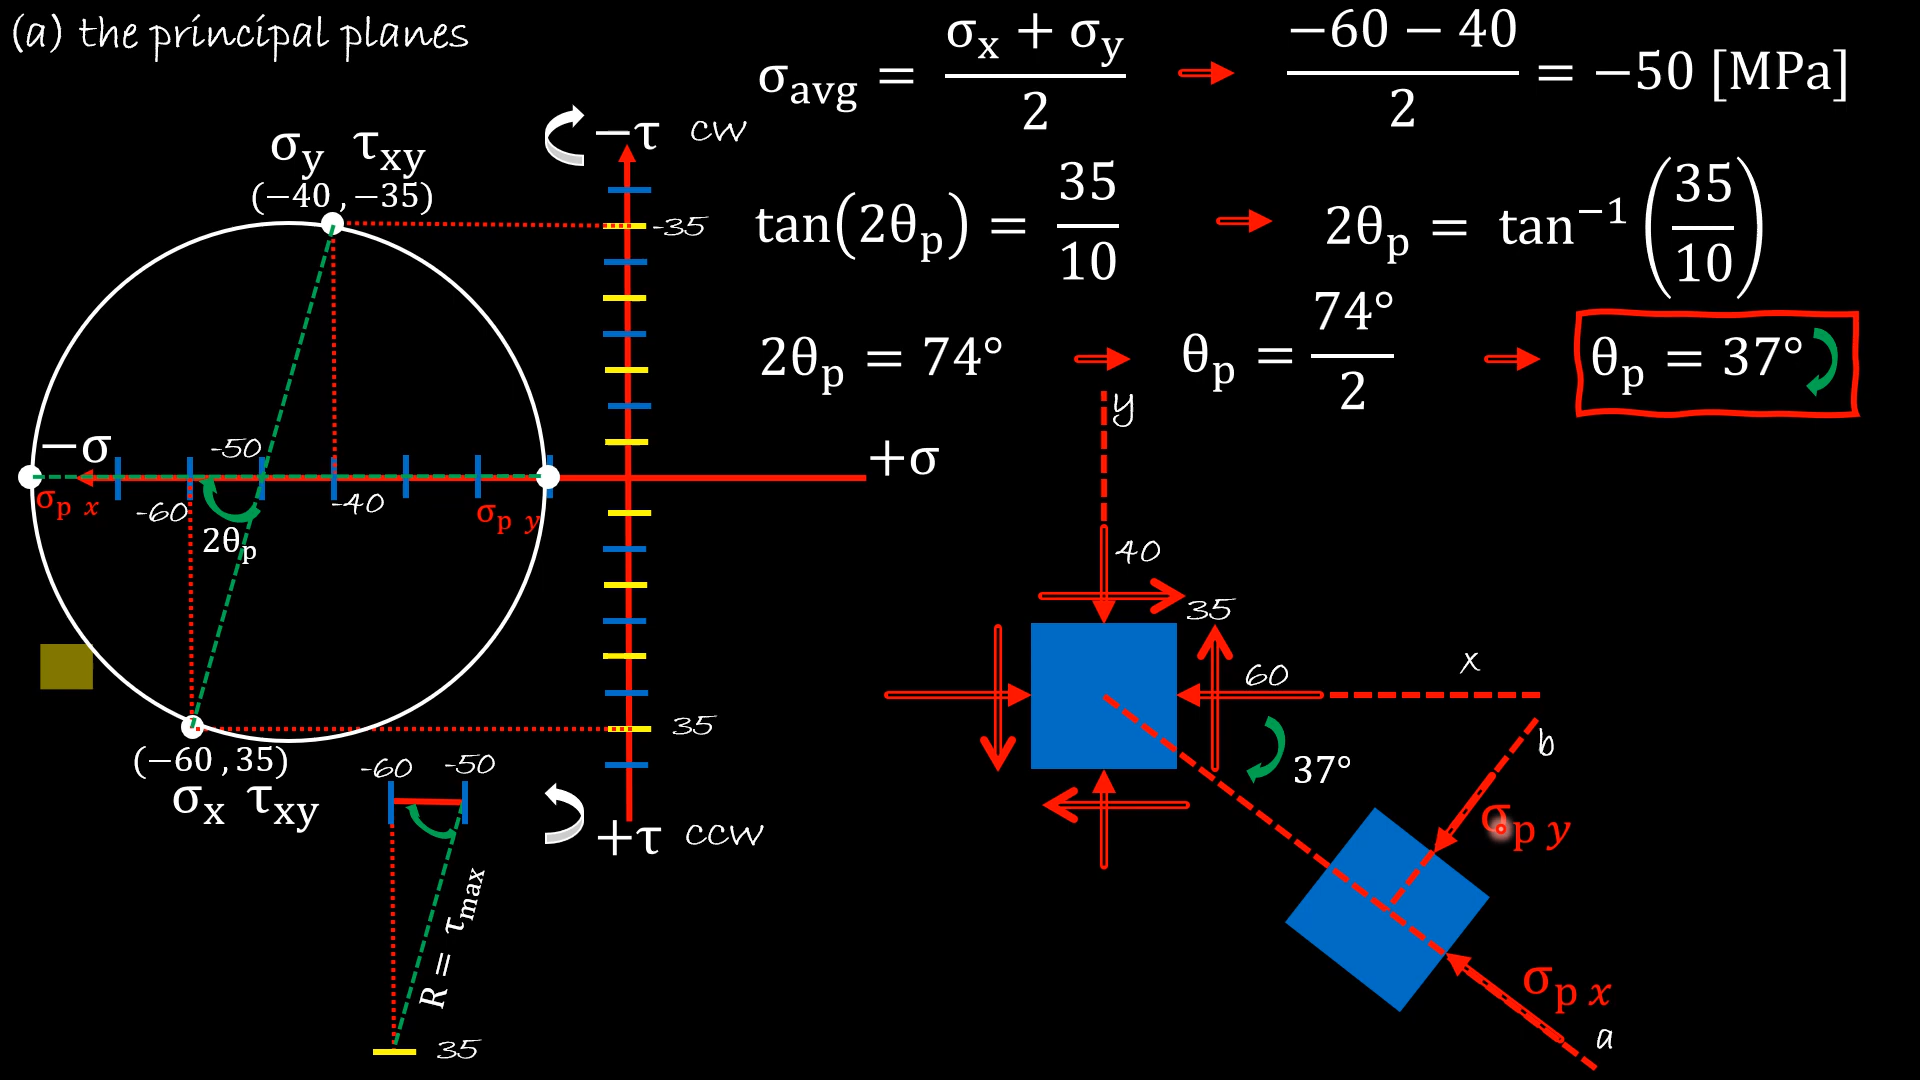 (a) the principal planes
σavg = (σx + σy)/2 ⇒ (−60 − 40)/2 = −50 [MPa]
tan(2θp) = 35/10 ⇒ 2θp = tan⁻¹(35/10)
2θp = 74° ⇒ θp = 74°/2 ⇒ θp = 37°
−τ cw
σy τxy
(−40 , −35)
-35
−σ
-50
+σ
σp x
-60
-40
σp y
2θp
35
(−60 , 35)
σx τxy
+τ ccw
-60
-50
R = τmax
35
y
40
35
60
x
37°
b
σp y
σp x
a